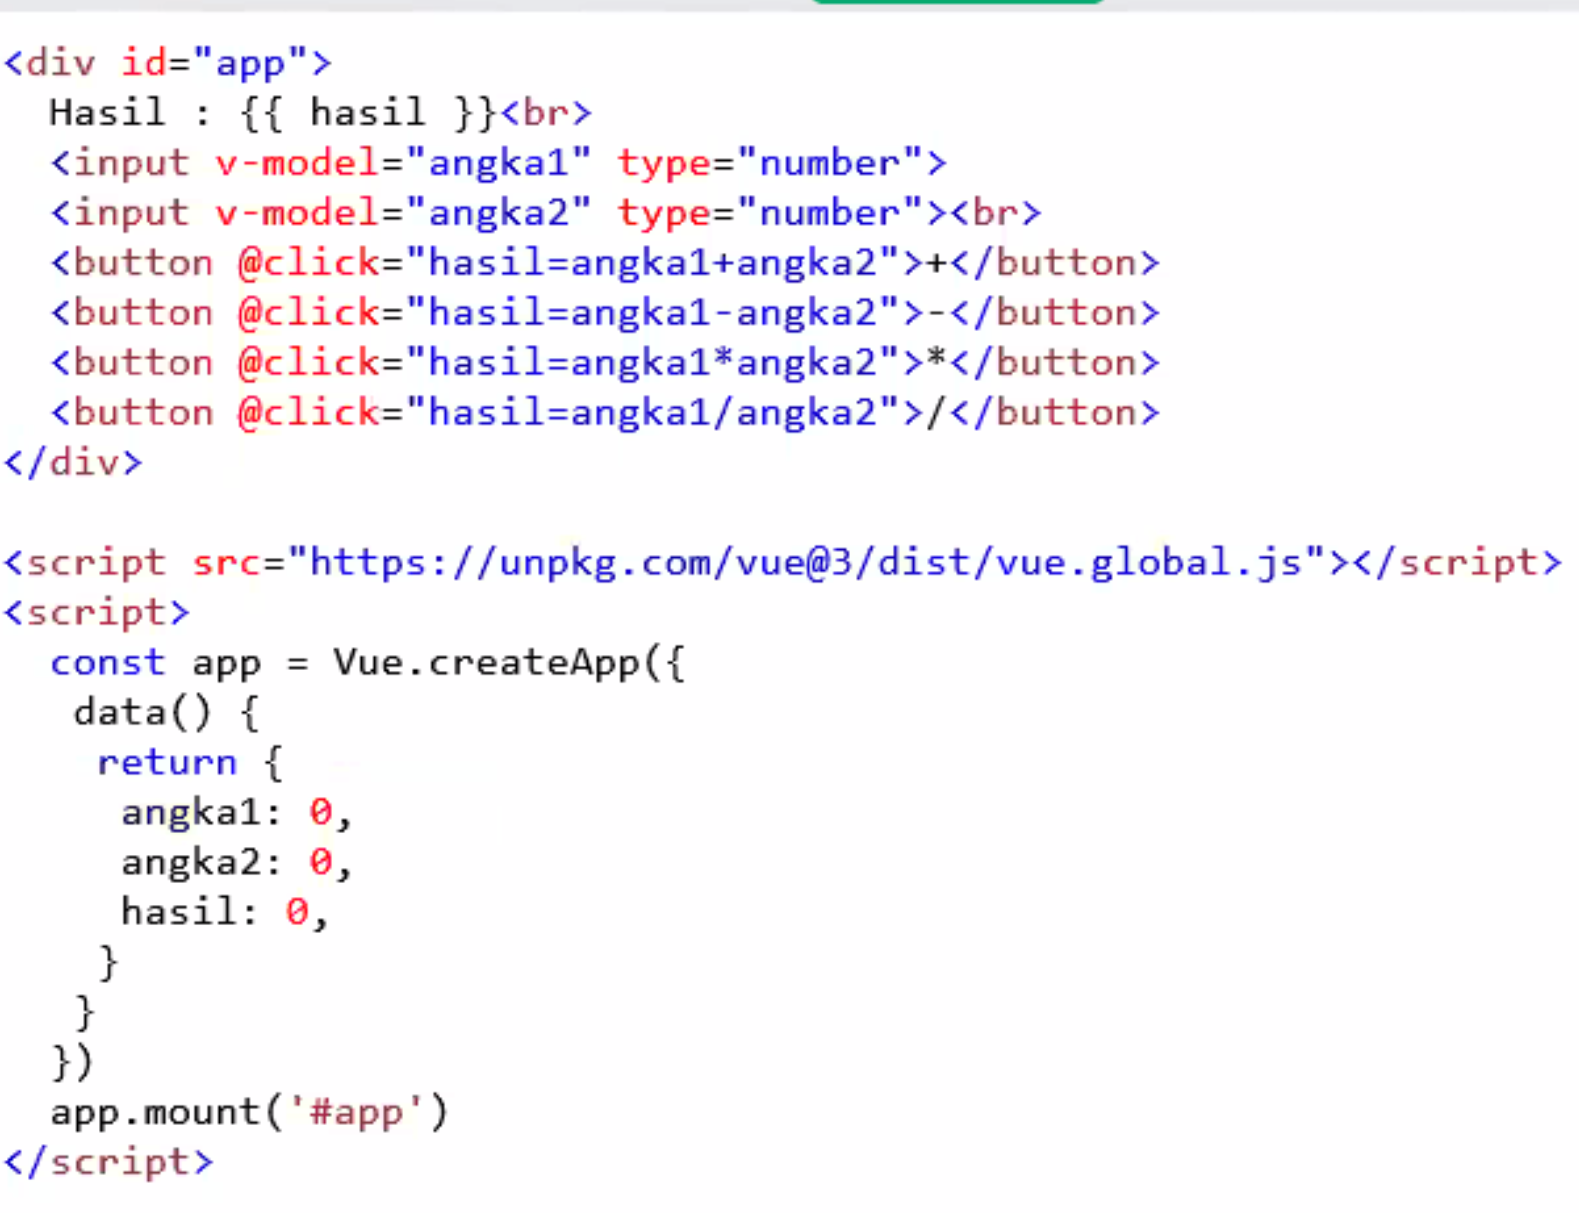 <div id="app">
  Hasil : {{ hasil }}<br>
  <input v-model="angka1" type="number">
  <input v-model="angka2" type="number"><br>
  <button @click="hasil=angka1+angka2">+</button>
  <button @click="hasil=angka1-angka2">-</button>
  <button @click="hasil=angka1*angka2">*</button>
  <button @click="hasil=angka1/angka2">/</button>
</div>

<script src="https://unpkg.com/vue@3/dist/vue.global.js"></script>
<script>
  const app = Vue.createApp({
   data() {
    return {
     angka1: 0,
     angka2: 0,
     hasil: 0,
    }
   }
  })
  app.mount('#app')
</script>